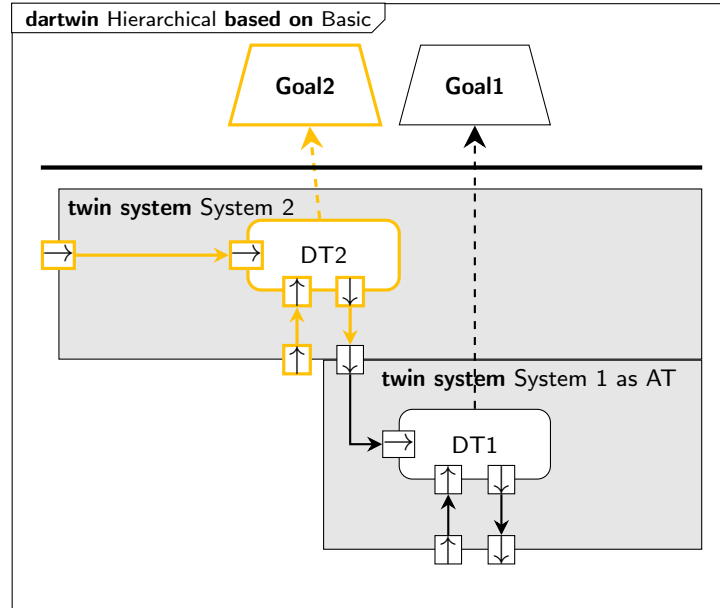 dartwin Hierarchical based on Basic
Goal2
Goal1
twin system System 2
DT2
twin system System 1 as AT
DT1